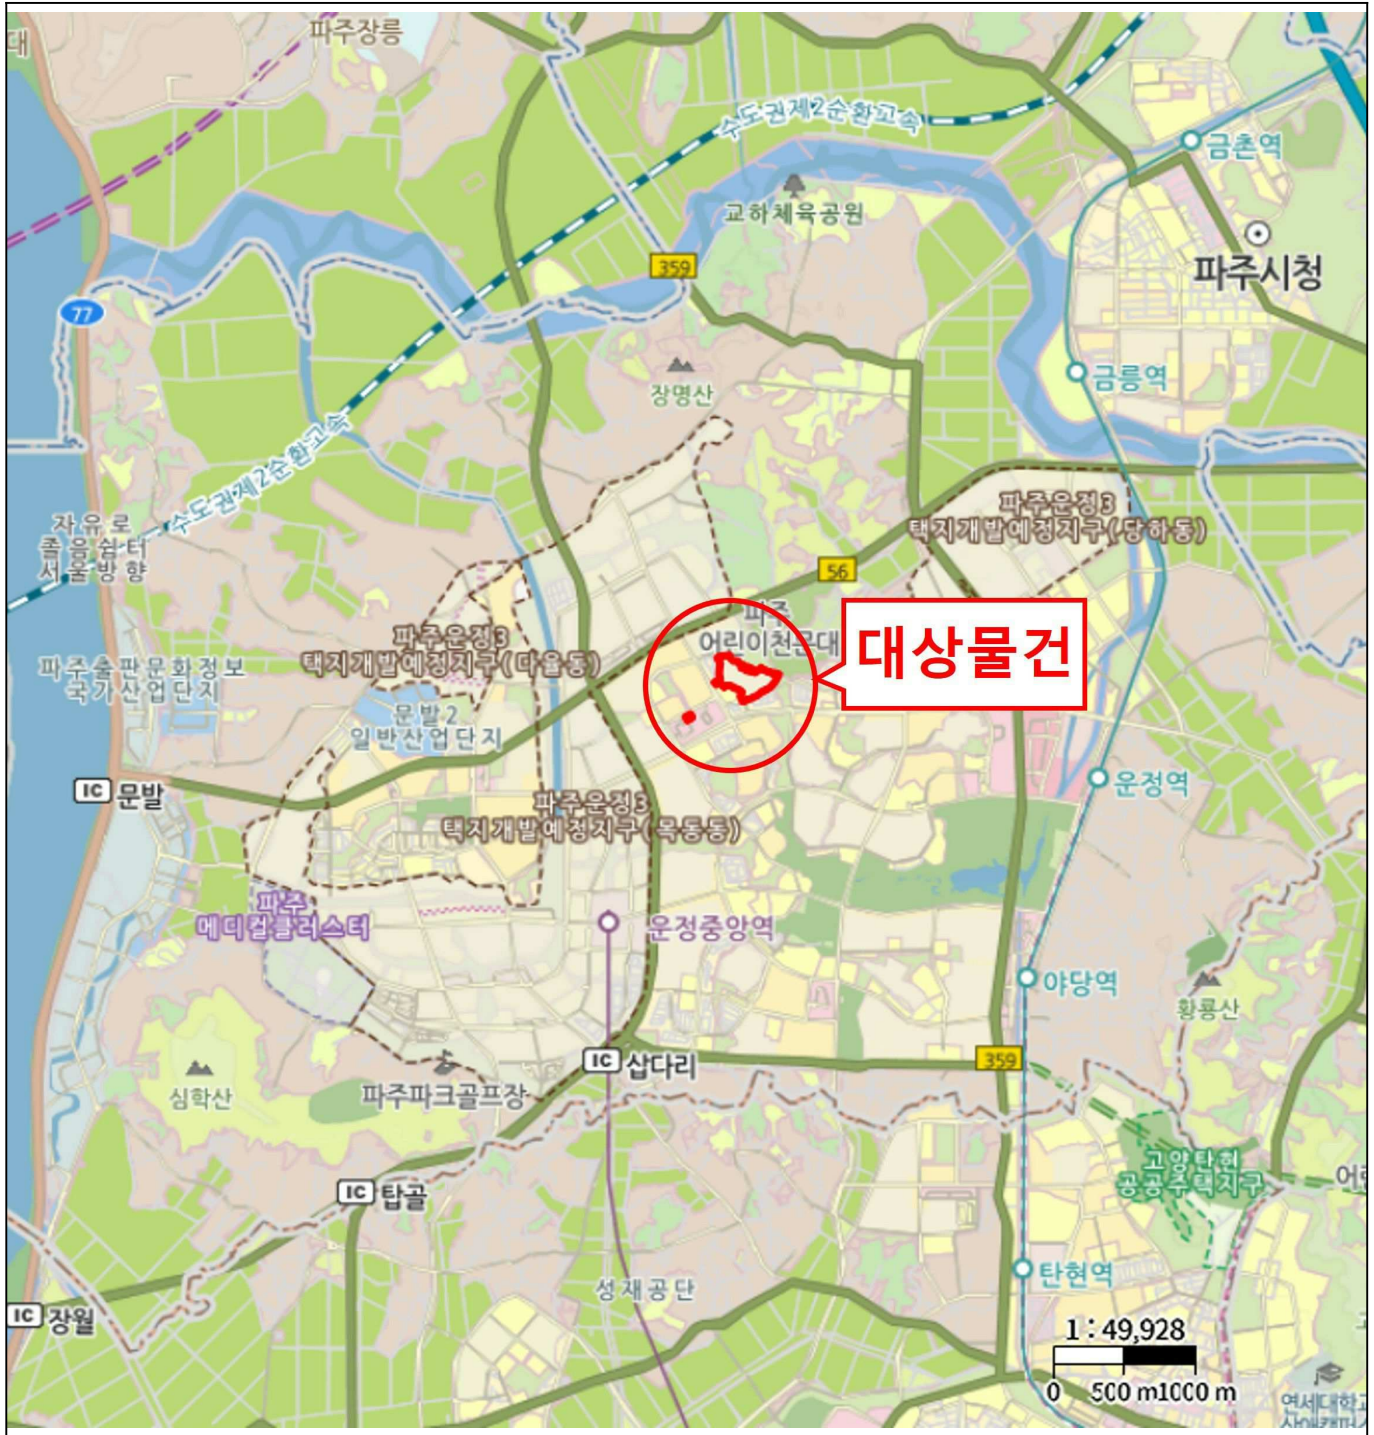 대
파주장릉
수도권제2순환고속
금촌역
교하체육공원
파주시청
359
77
금릉역
장명산
수도권제2순환고속
파주운정3
택지개발예정지구(당하동)
자유로
졸음쉼터
서울방향
56
파주
어린이천문대
대상물건
파주운정3
택지개발예정지구(다율동)
파주출판문화정보
국가산업단지
문발2
일반산업단지
IC 문발
운정역
파주운정3
택지개발예정지구(목동동)
파주
메디컬클러스터
운정중앙역
야당역
황룡산
IC 삽다리
359
심학산
파주파크골프장
고양탄현
공공주택지구
IC 탑골
탄현역
성재공단
IC 장월
1 : 49,928
0 500 m1000 m